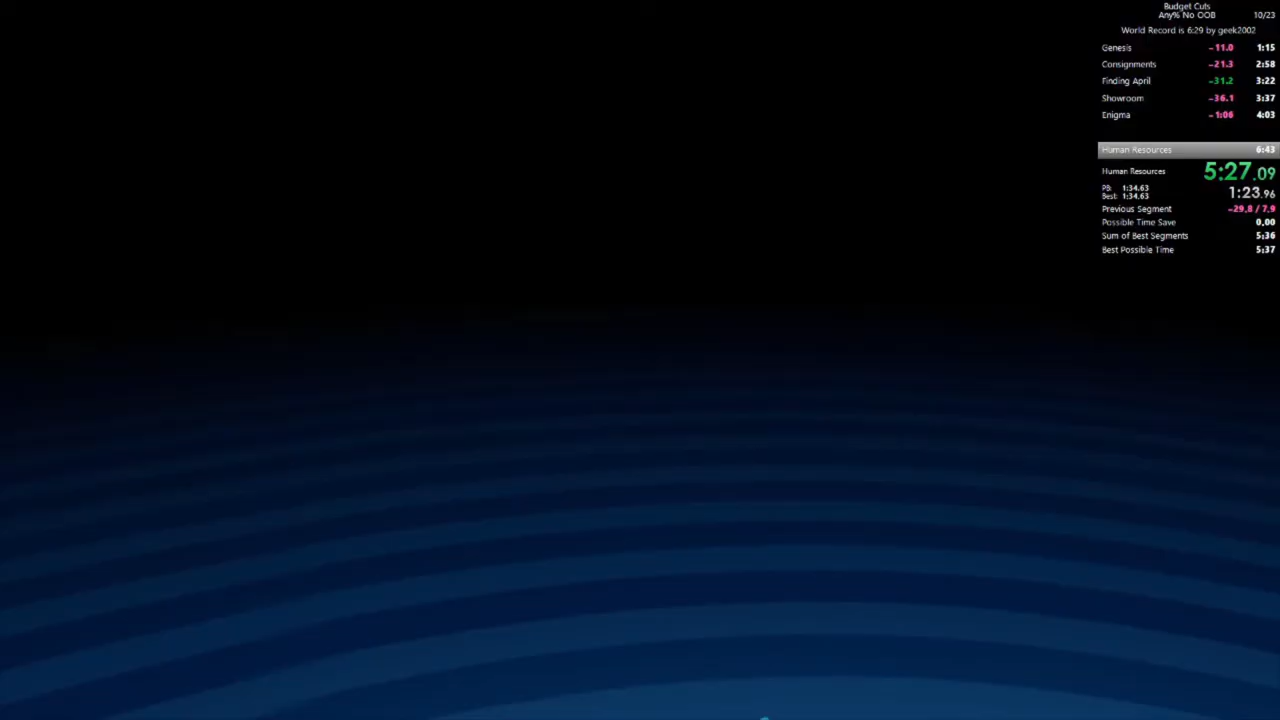 Budget Cuts
Any% No OOB 10/23
World Record is 6:29 by geek2002
Genesis -11.0 1:15
Consignments -21.3 2:58
Finding April -31.2 3:22
Showroom -36.1 3:37
Enigma -1:06 4:03
Human Resources 6:43
Human Resources 5:27.09
PB: 1:34.63 1:23.96
Best: 1:34.63
Previous Segment -29.8 / 7.9
Possible Time Save 0.00
Sum of Best Segments 5:36
Best Possible Time 5:37